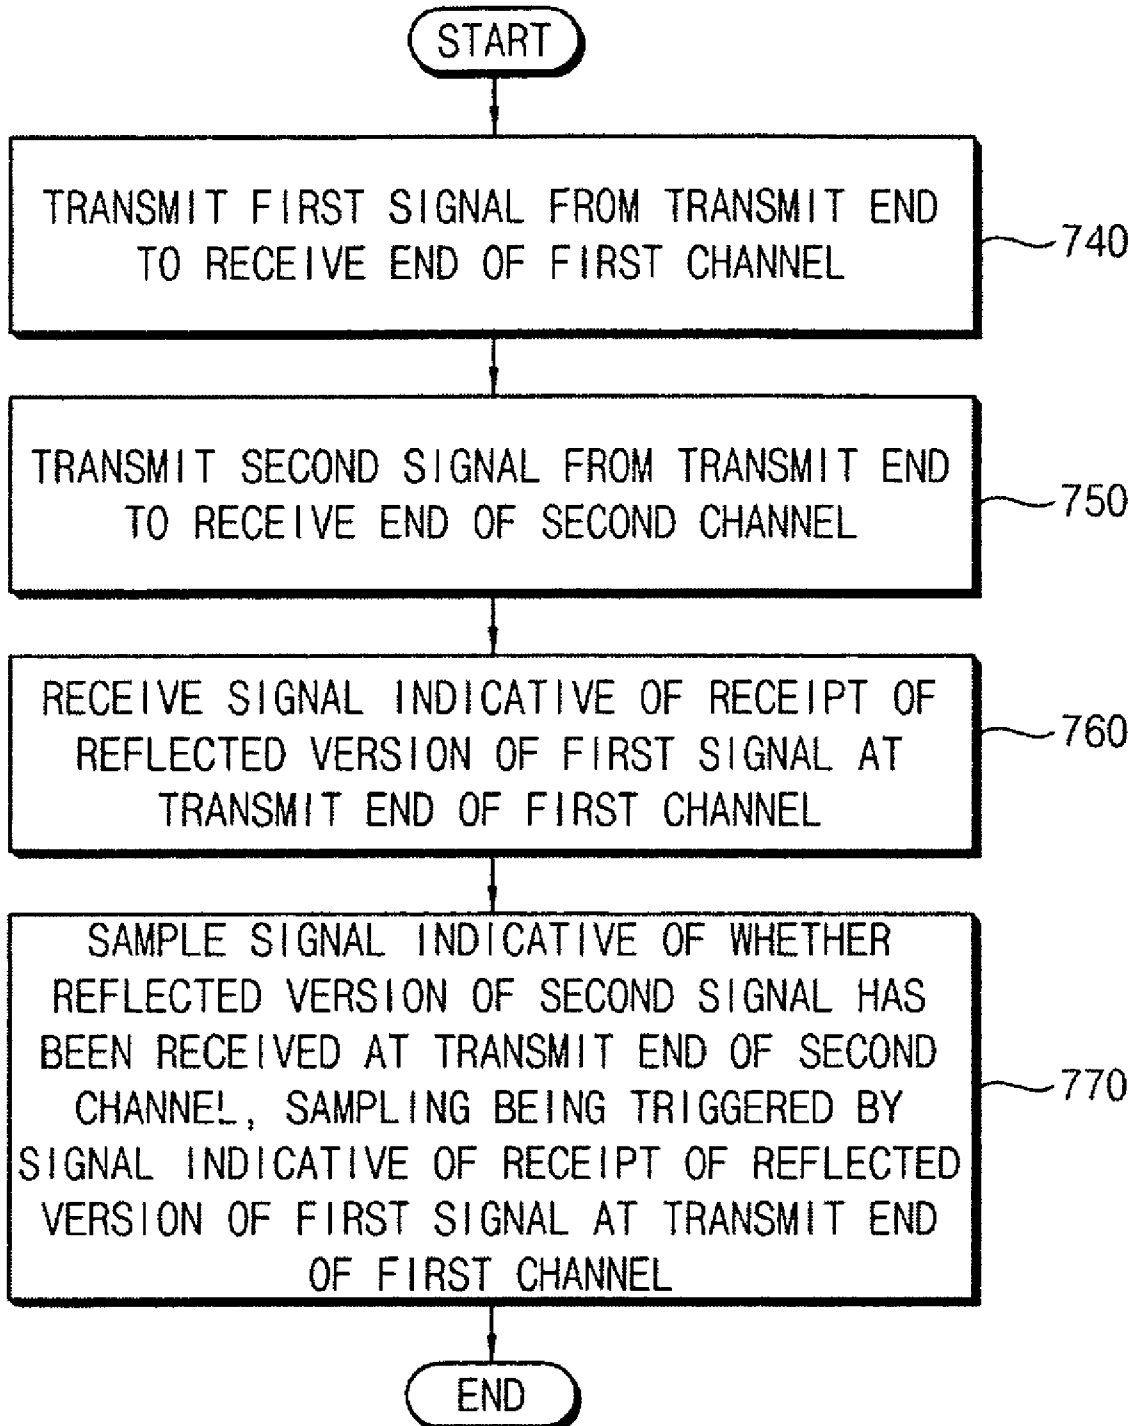 START
TRANSMIT FIRST SIGNAL FROM TRANSMIT END
TO RECEIVE END OF FIRST CHANNEL
740
TRANSMIT SECOND SIGNAL FROM TRANSMIT END
TO RECEIVE END OF SECOND CHANNEL
750
RECEIVE SIGNAL INDICATIVE OF RECEIPT OF
REFLECTED VERSION OF FIRST SIGNAL AT
TRANSMIT END OF FIRST CHANNEL
760
SAMPLE SIGNAL INDICATIVE OF WHETHER
REFLECTED VERSION OF SECOND SIGNAL HAS
BEEN RECEIVED AT TRANSMIT END OF SECOND
CHANNEL, SAMPLING BEING TRIGGERED BY
SIGNAL INDICATIVE OF RECEIPT OF REFLECTED
VERSION OF FIRST SIGNAL AT TRANSMIT END
OF FIRST CHANNEL
770
END